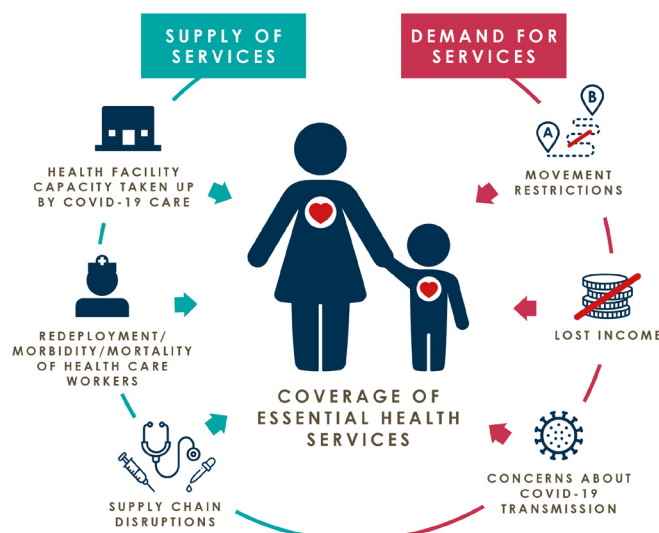 SUPPLY OF
SERVICES
DEMAND FOR
SERVICES
HEALTH FACILITY
CAPACITY TAKEN UP
BY COVID-19 CARE
REDEPLOYMENT/
MORBIDITY/MORTALITY
OF HEALTH CARE
WORKERS
SUPPLY CHAIN
DISRUPTIONS
COVERAGE OF
ESSENTIAL HEALTH
SERVICES
A
B
MOVEMENT
RESTRICTIONS
LOST INCOME
CONCERNS ABOUT
COVID-19
TRANSMISSION